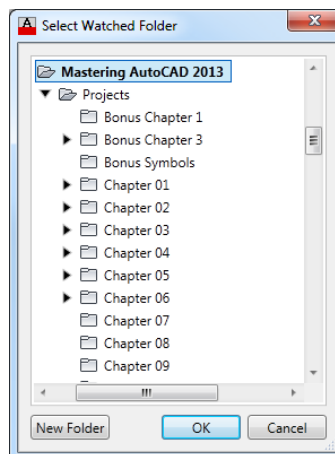 Select Watched Folder
Mastering AutoCAD 2013
Projects
Bonus Chapter 1
Bonus Chapter 3
Bonus Symbols
Chapter 01
Chapter 02
Chapter 03
Chapter 04
Chapter 05
Chapter 06
Chapter 07
Chapter 08
Chapter 09
New Folder OK Cancel